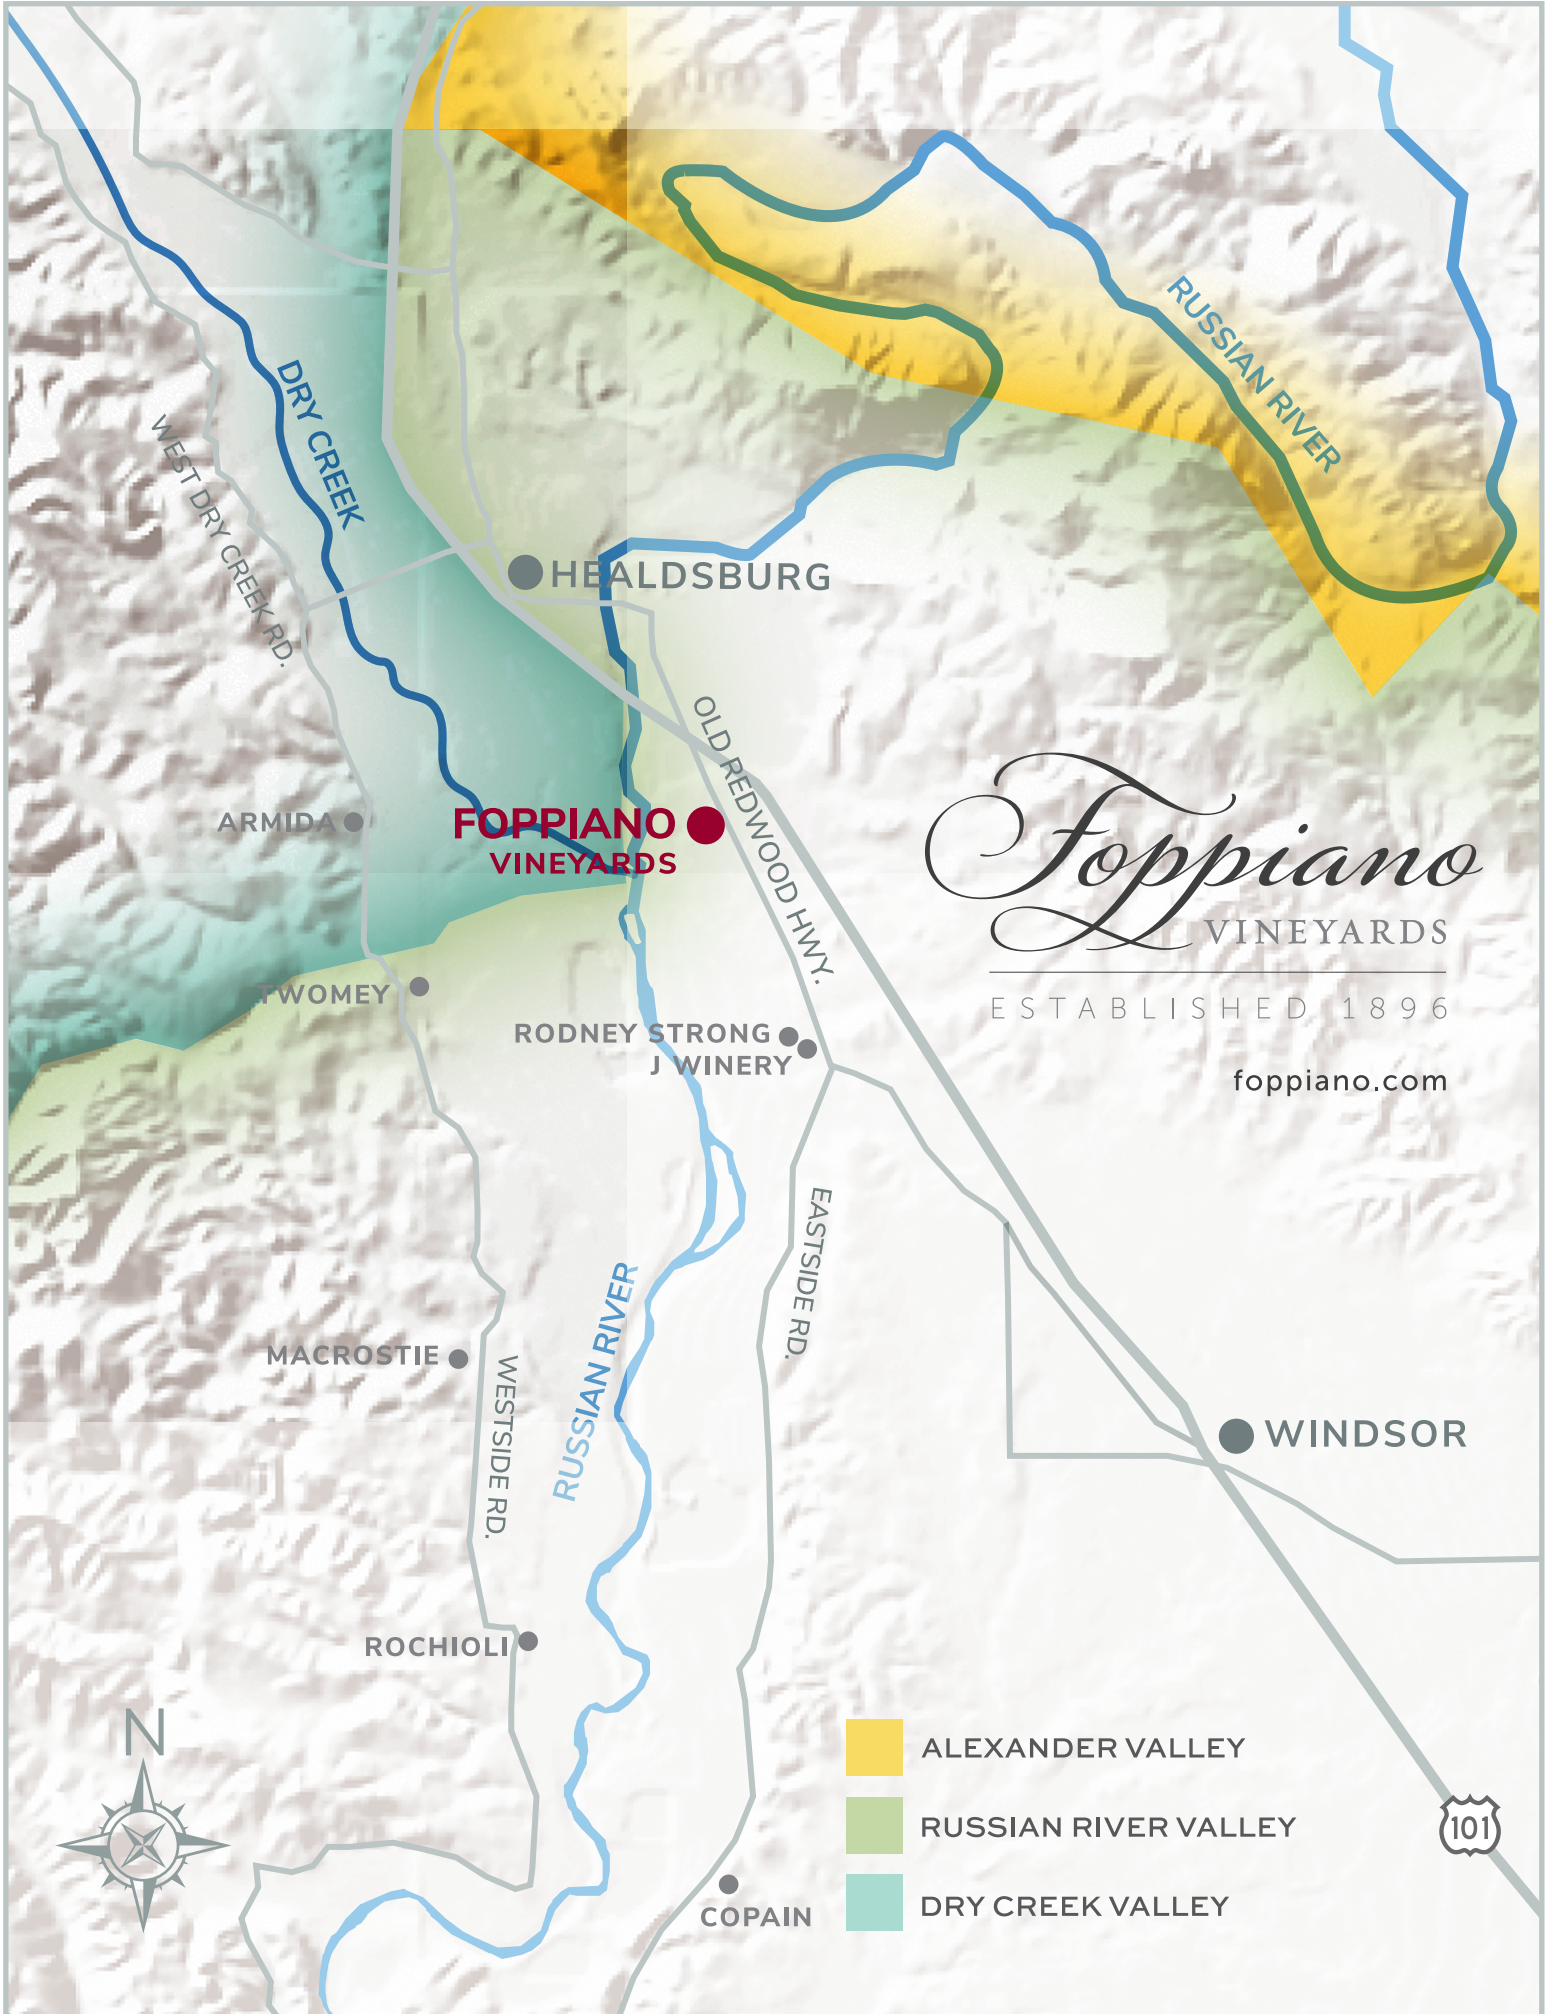 RUSSIAN RIVER
DRY CREEK
WEST DRY CREEK RD.
HEALDSBURG
OLD REDWOOD HWY.
ARMIDA
FOPPIANO
VINEYARDS
Foppiano
VINEYARDS
ESTABLISHED 1896
foppiano.com
TWOMEY
RODNEY STRONG
J WINERY
EASTSIDE RD.
RUSSIAN RIVER
MACROSTIE
WESTSIDE RD.
WINDSOR
ROCHIOLI
N
ALEXANDER VALLEY
RUSSIAN RIVER VALLEY
101
DRY CREEK VALLEY
COPAIN